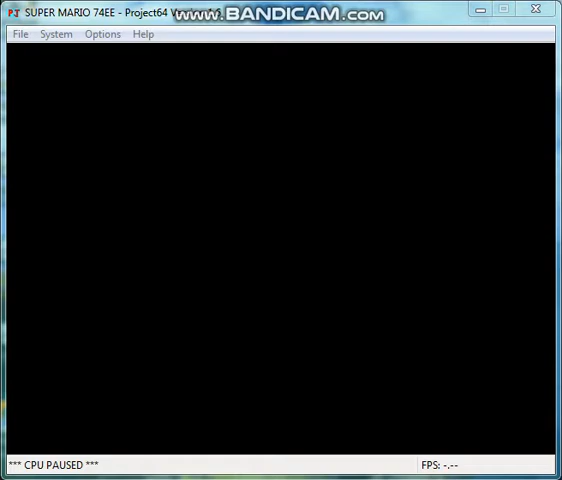 SUPER MARIO 74EE - Project64 www.BANDICAM.com
File System Options Help
*** CPU PAUSED *** FPS: -.--